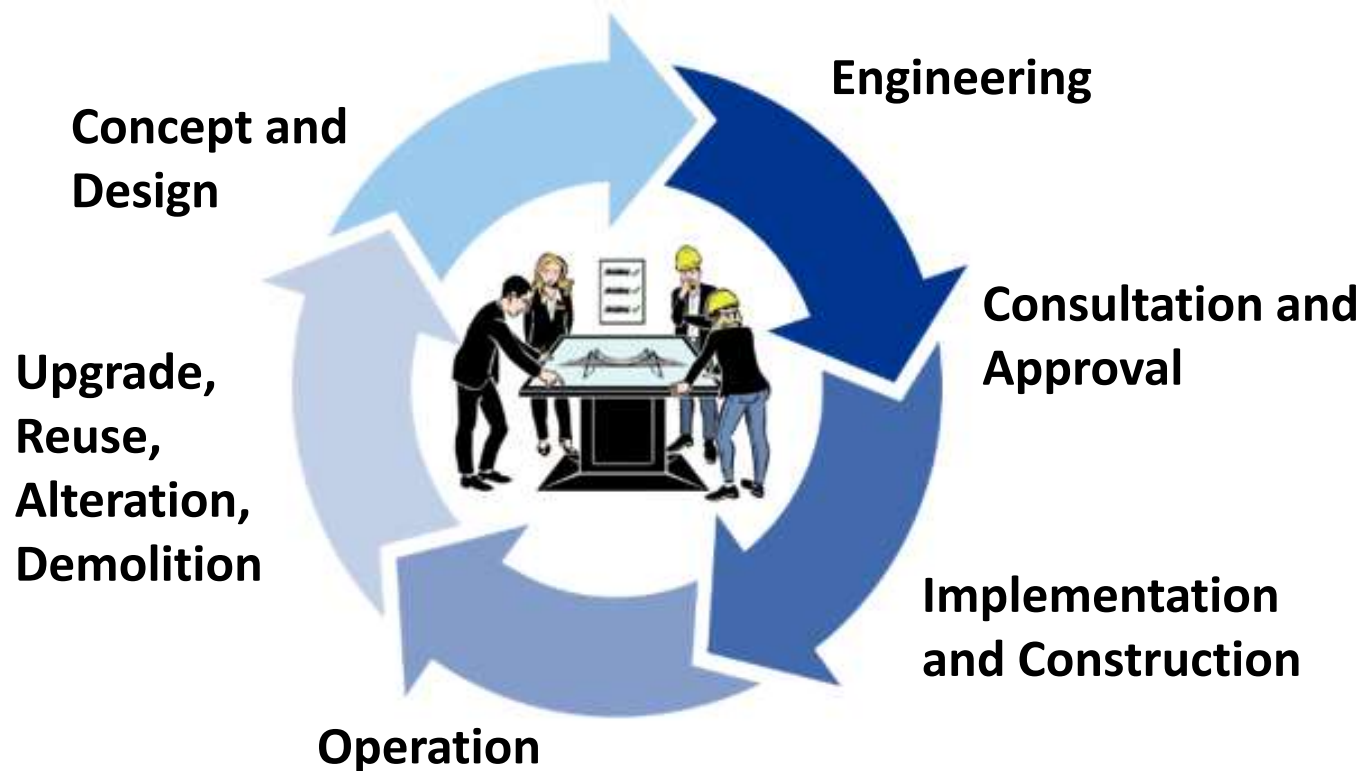 Engineering
Concept and
Design
Consultation and
Approval
Upgrade,
Reuse,
Alteration,
Demolition
Implementation
and Construction
Operation